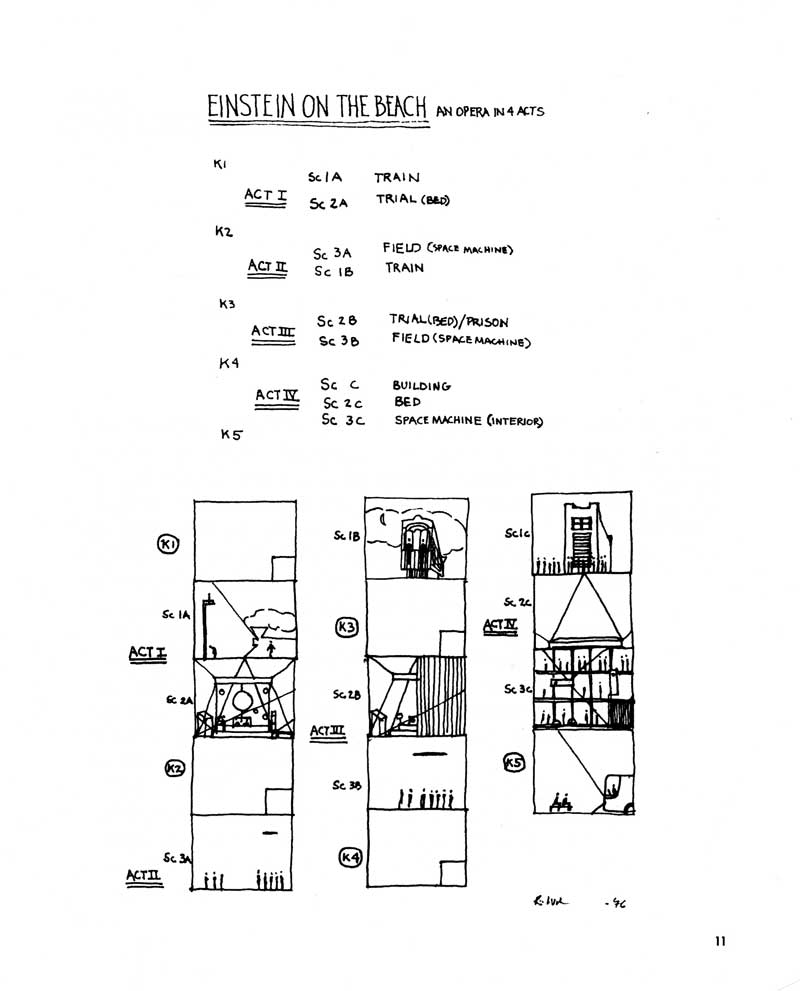 EINSTEIN ON THE BEACH AN OPERA IN 4 ACTS
K1
Sc 1A TRAIN
ACT I
Sc 2A TRIAL (BED)
K2
Sc 3A FIELD (SPACE MACHINE)
ACT II
Sc 1B TRAIN
K3
Sc 2B TRIAL (BED)/PRISON
ACT III
Sc 3B FIELD (SPACE MACHINE)
K4
Sc C BUILDING
ACT IV
Sc 2C BED
Sc 3C SPACE MACHINE (INTERIOR)
K5
K1
Sc 1A
ACT I
Sc 2A
K2
Sc 3A
ACT II
Sc 1B
K3
Sc 2B
ACT III
Sc 3B
K4
Sc 1C
Sc 2C
ACT IV
Sc 3C
K5
- 76
11